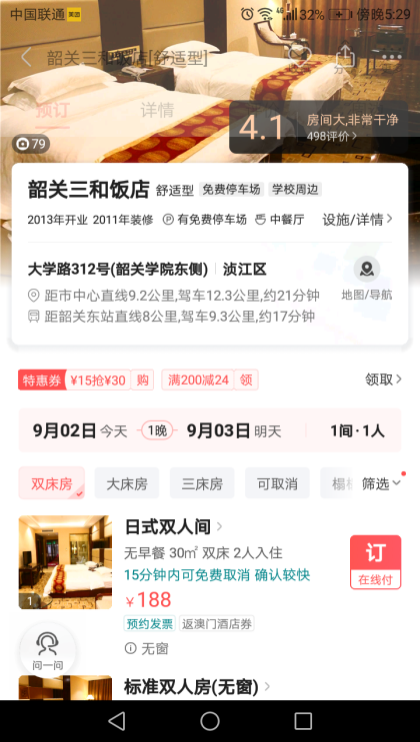 中国联通 美团 4G 32% 傍晚5:29
韶关三和饭店[舒适型]
预订 详情
4.1 房间大,非常干净
498评价>
79
韶关三和饭店 舒适型 免费停车场 学校周边
2013年开业 2011年装修 有免费停车场 中餐厅 设施/详情>
大学路312号(韶关学院东侧) 浈江区
距市中心直线9.2公里,驾车12.3公里,约21分钟
地图/导航
距韶关东站直线8公里,驾车9.3公里,约17分钟
特惠券 ¥15抢¥30 购 满200减24 领 领取>
9月02日今天 1晚 9月03日明天 1间·1人
双床房 大床房 三床房 可取消 筛选
日式双人间>
无早餐 30㎡ 双床 2人入住
15分钟内可免费取消 确认较快
¥188
订
在线付
预约发票 返澳门酒店券
1
无窗
问一问
标准双人房(无窗)>